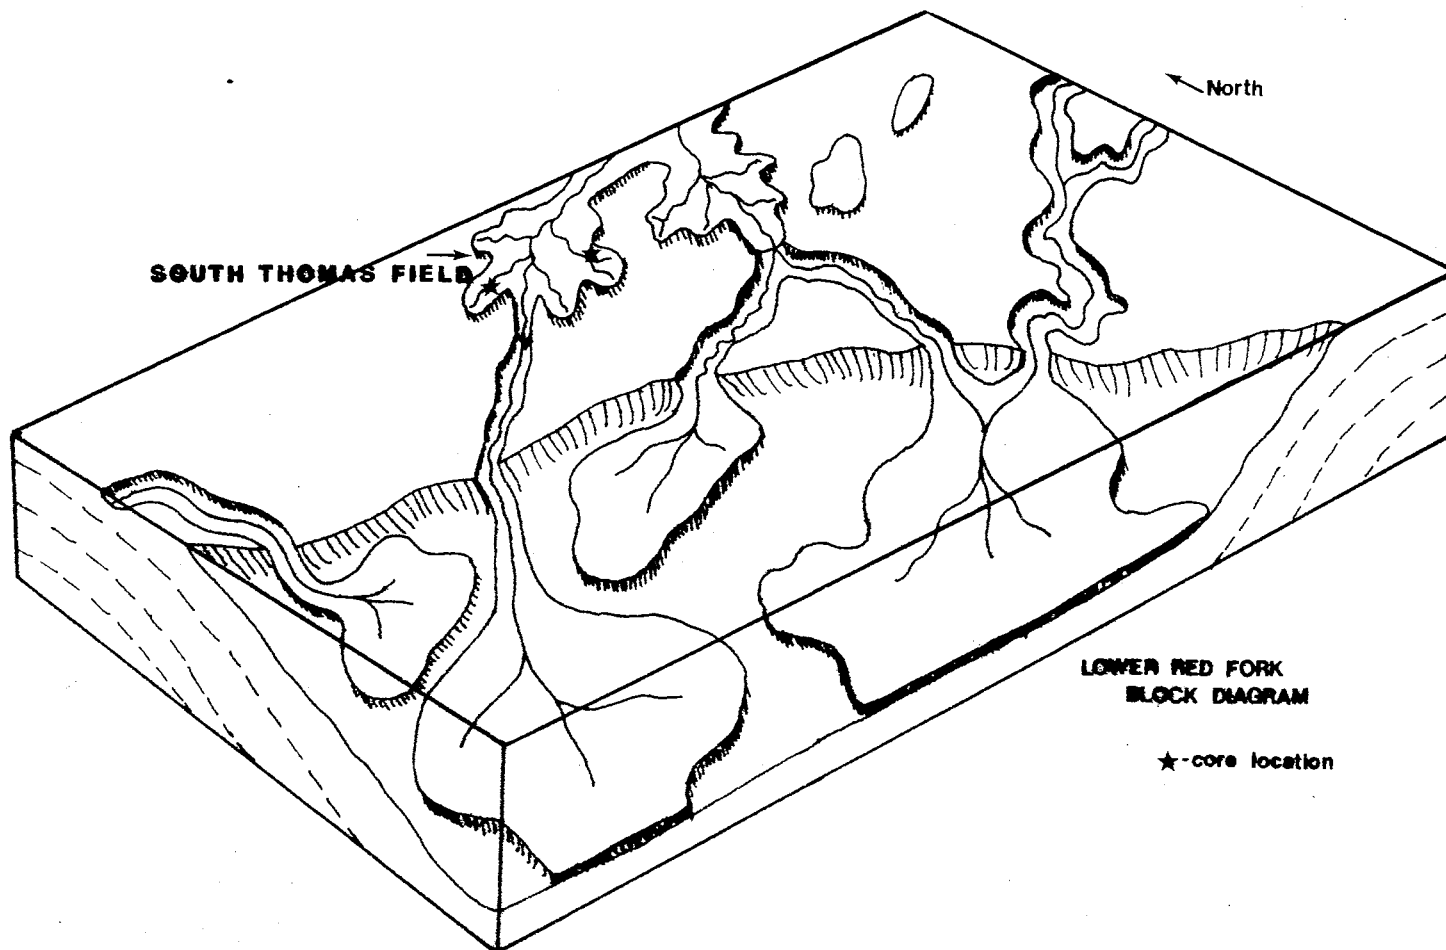 North
SOUTH THOMAS FIELD
LOWER RED FORK
BLOCK DIAGRAM
★-core location